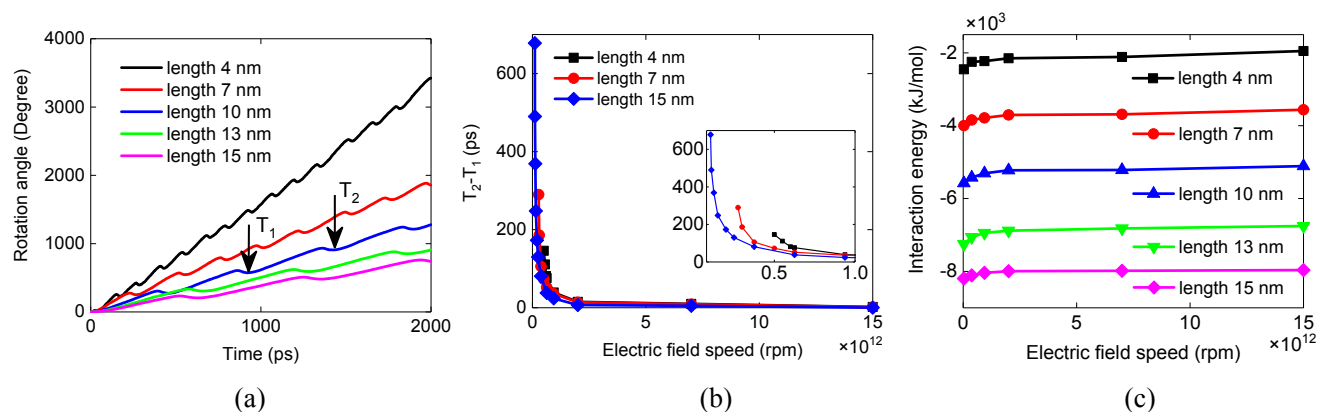 4000
3000
2000
1000
0
0
1000
2000
Rotation angle (Degree)
Time (ps)
length 4 nm
length 7 nm
length 10 nm
length 13 nm
length 15 nm
T1
T2
(a)
600
400
200
0
0
5
10
15
×10^12
T2-T1 (ps)
Electric field speed (rpm)
length 4 nm
length 7 nm
length 15 nm
600
400
200
0
0.5
1.0
(b)
×10^3
-2
-4
-6
-8
0
5
10
15
×10^12
Interaction energy (kJ/mol)
Electric field speed (rpm)
length 4 nm
length 7 nm
length 10 nm
length 13 nm
length 15 nm
(c)